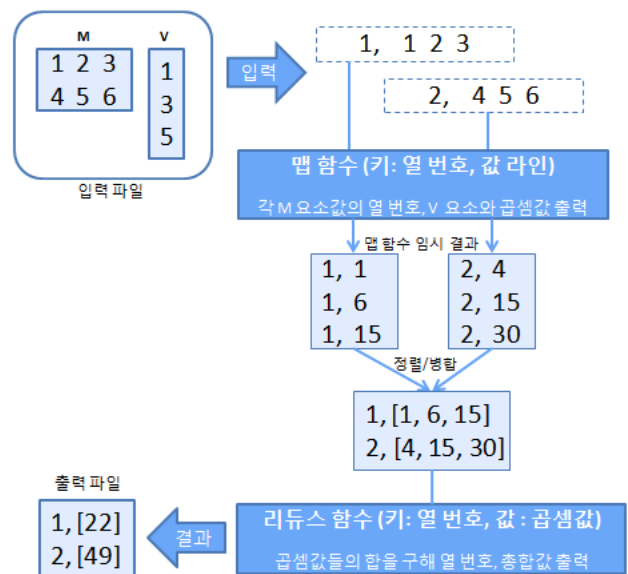 M V
1 2 3
4 5 6
1
3
5
입력 파일
입력
1, 1 2 3
2, 4 5 6
맵 함수 (키: 열 번호, 값 라인)
각 M 요소값의 열 번호, V 요소와 곱셈값 출력
맵 함수 임시 결과
1, 1
1, 6
1, 15
2, 4
2, 15
2, 30
정렬/병합
1, [1, 6, 15]
2, [4, 15, 30]
리듀스 함수 (키: 열 번호, 값 : 곱셈값)
곱셈값들의 합을 구해 열 번호, 총합값 출력
결과
출력 파일
1, [22]
2, [49]